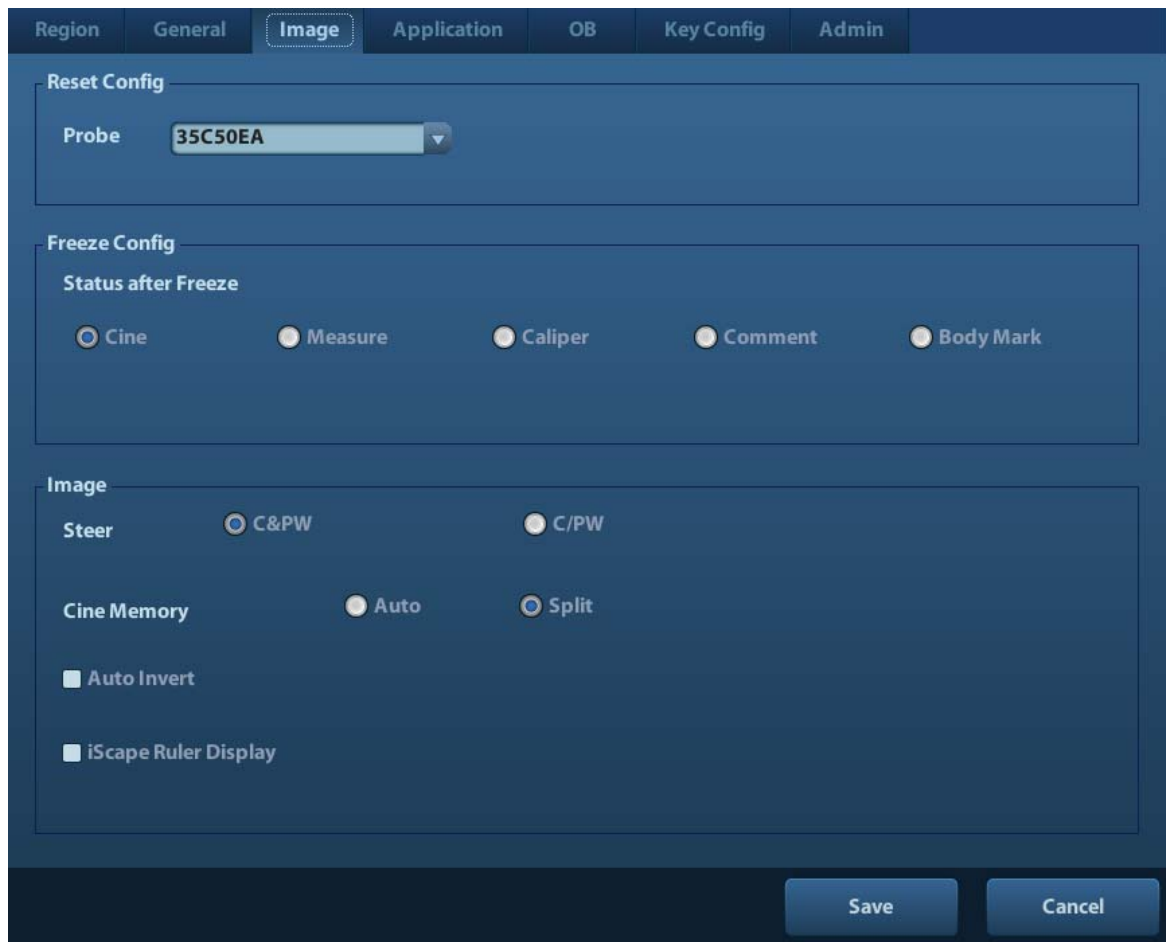 Region General Image Application OB Key Config Admin
Reset Config
Probe 35C50EA
Freeze Config
Status after Freeze
Cine Measure Caliper Comment Body Mark
Image
Steer C&PW C/PW
Cine Memory Auto Split
Auto Invert
iScape Ruler Display
Save Cancel